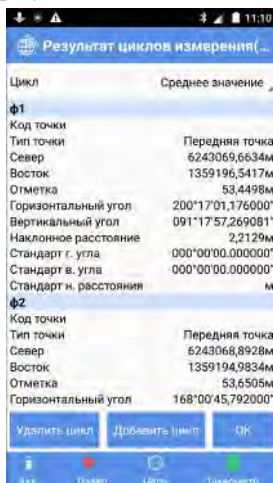 11:10
Результат циклов измерения(...
Цикл Среднее значение
ф1
Код точки
Тип точки Передняя точка
Север 6243069,6634м
Восток 1359196,5417м
Отметка 53,4498м
Горизонтальный угол 200°17'01,176000"
Вертикальный угол 091°17'57,269081"
Наклонное расстояние 2,2129м
Стандарт г. угла 000°00'00.000000"
Стандарт в. угла 000°00'00.000000"
Стандарт н. расстояния м
ф2
Код точки
Тип точки Передняя точка
Север 6243068,8928м
Восток 1359194,9834м
Отметка 53,6505м
Горизонтальный угол 168°00'45,792000"
Удалить цикл Добавить цикл OK
Цель Тахеометр